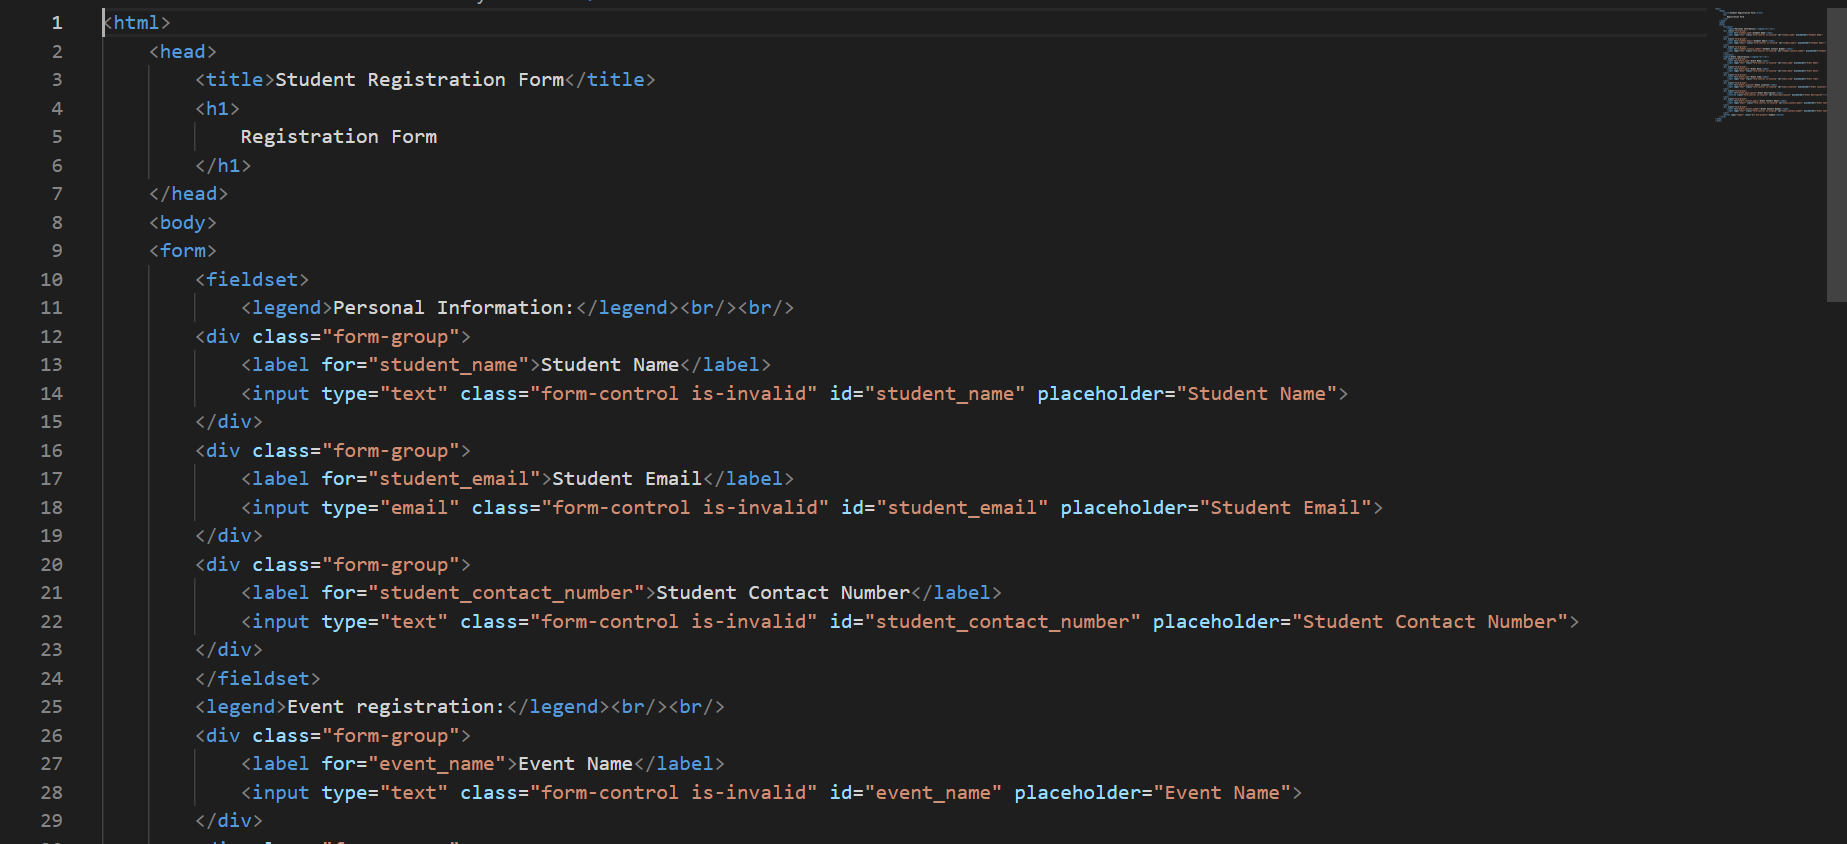 1 <html>
2     <head>
3         <title>Student Registration Form</title>
4         <h1>
5             Registration Form
6         </h1>
7     </head>
8     <body>
9     <form>
10         <fieldset>
11             <legend>Personal Information:</legend><br/><br/>
12         <div class="form-group">
13             <label for="student_name">Student Name</label>
14             <input type="text" class="form-control is-invalid" id="student_name" placeholder="Student Name">
15         </div>
16         <div class="form-group">
17             <label for="student_email">Student Email</label>
18             <input type="email" class="form-control is-invalid" id="student_email" placeholder="Student Email">
19         </div>
20         <div class="form-group">
21             <label for="student_contact_number">Student Contact Number</label>
22             <input type="text" class="form-control is-invalid" id="student_contact_number" placeholder="Student Contact Number">
23         </div>
24         </fieldset>
25         <legend>Event registration:</legend><br/><br/>
26         <div class="form-group">
27             <label for="event_name">Event Name</label>
28             <input type="text" class="form-control is-invalid" id="event_name" placeholder="Event Name">
29         </div>